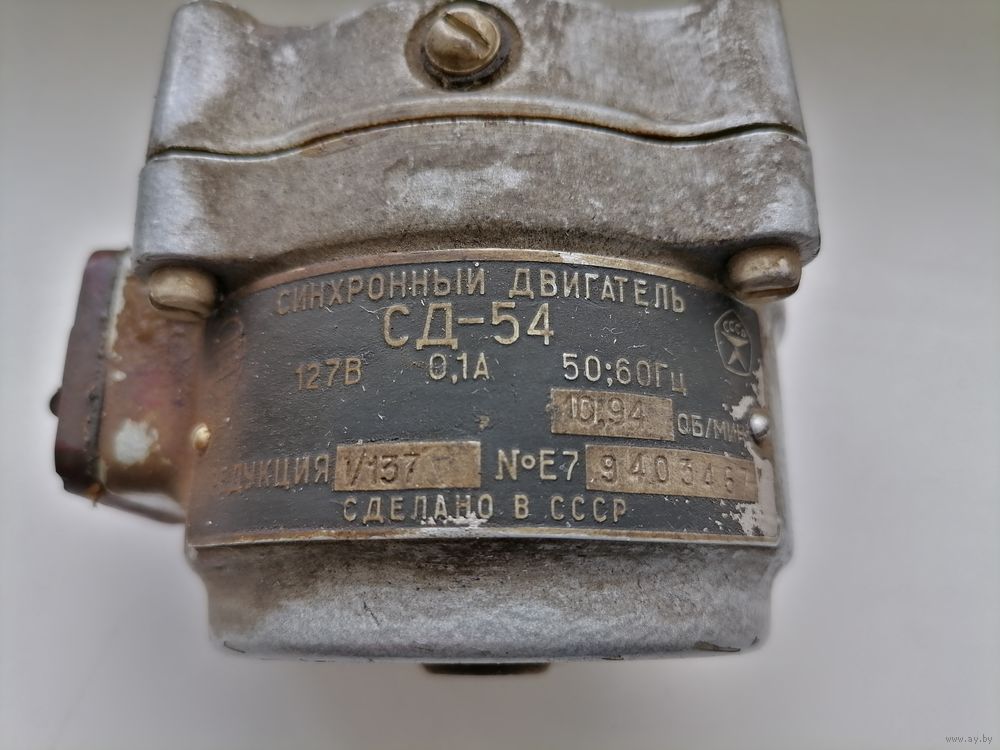 СИНХРОННЫЙ ДВИГАТЕЛЬ
СД-54
СССР
127В 0,1А 50;60Гц
10,94 ОБ/МИН
РЕДУКЦИЯ 1/137 №Е7 940346
СДЕЛАНО В СССР
www.ay.by